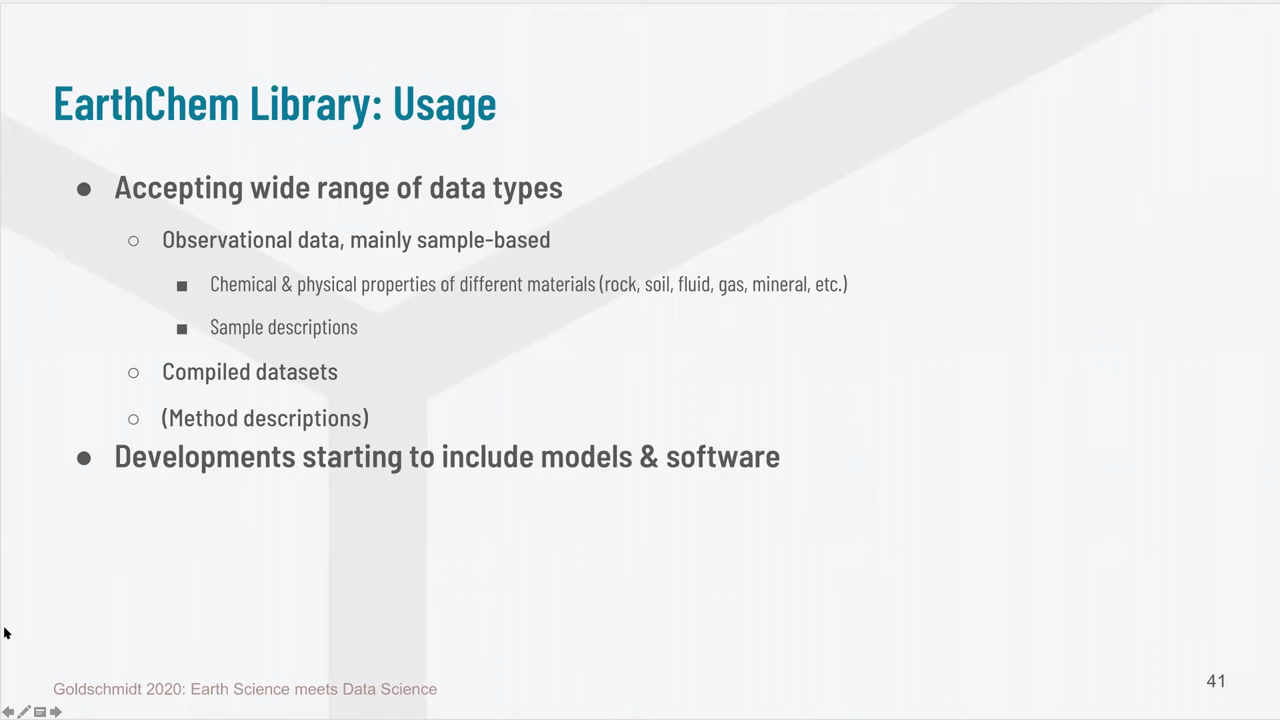 EarthChem Library: Usage
● Accepting wide range of data types
○ Observational data, mainly sample-based
■ Chemical & physical properties of different materials (rock, soil, fluid, gas, mineral, etc.)
■ Sample descriptions
○ Compiled datasets
○ (Method descriptions)
● Developments starting to include models & software
Goldschmidt 2020: Earth Science meets Data Science
41